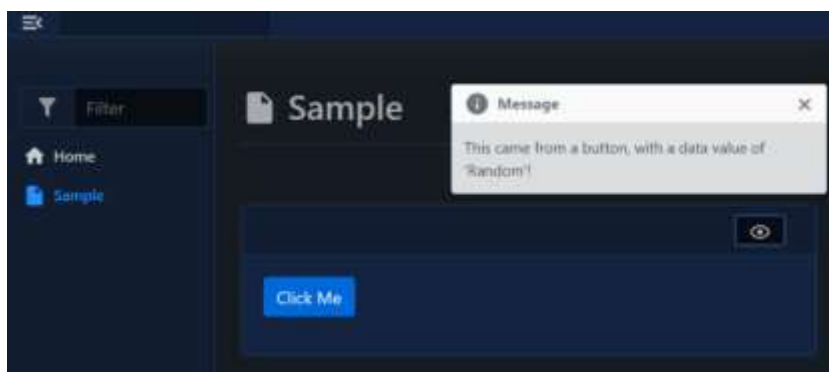 Filter
Home
Sample
Sample
Message
This came from a button, with a data value of
'Random'!
Click Me